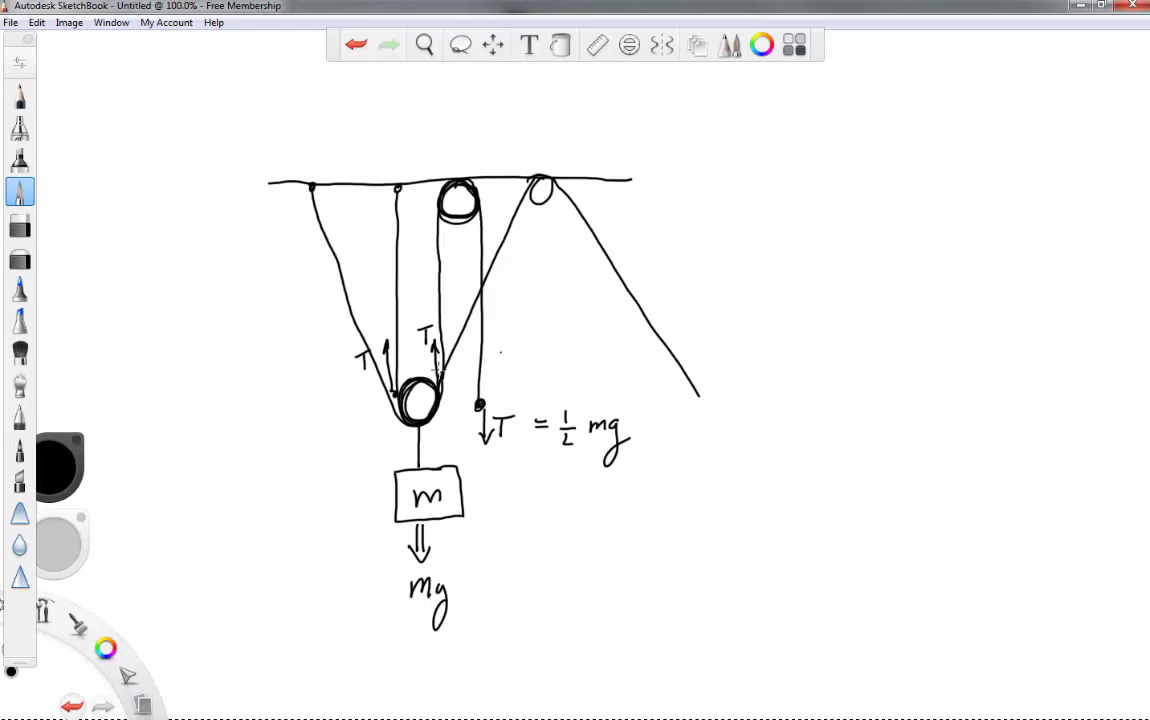 Autodesk SketchBook - Untitled @ 100.0% - Free Membership
File Edit Image Window My Account Help
T
T
T
T = 1/2 mg
m
mg